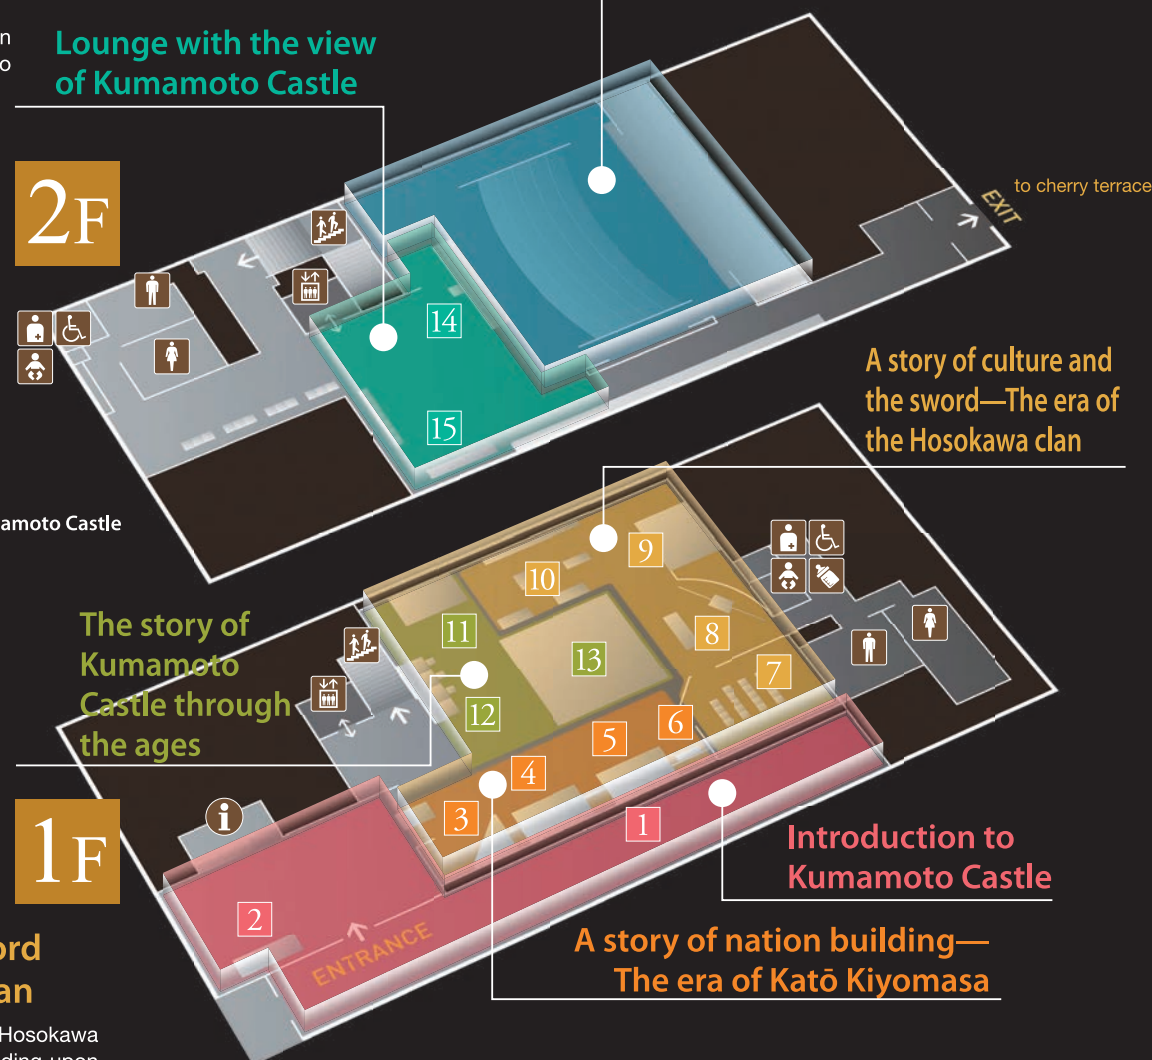 n
o
Lounge with the view
of Kumamoto Castle
2F
to cherry terrace
EXIT
14
15
A story of culture and
the sword—The era of
the Hosokawa clan
amoto Castle
9
10
The story of
Kumamoto
Castle through
the ages
11
13
8
7
12
6
5
4
3
1
1F
i
Introduction to
Kumamoto Castle
2
ENTRANCE
A story of nation building—
The era of Katō Kiyomasa
ord
an
Hosokawa
ding upon